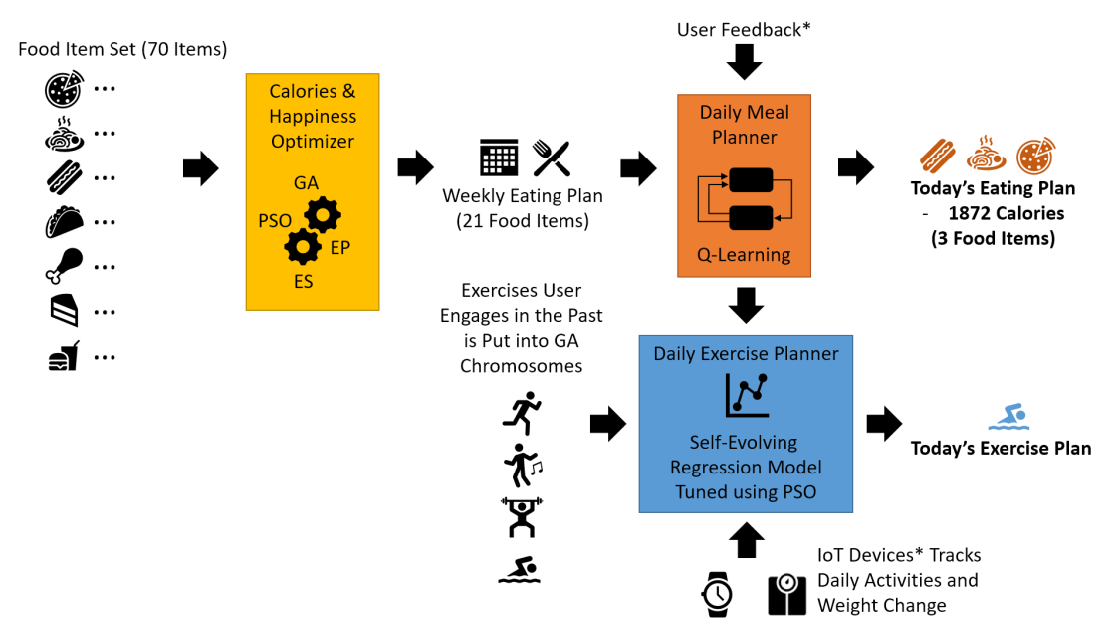 Food Item Set (70 Items)
...
...
...
...
...
...
...
Calories &
Happiness
Optimizer
GA
PSO
EP
ES
Weekly Eating Plan
(21 Food Items)
User Feedback*
Daily Meal
Planner
Q-Learning
Today's Eating Plan
- 1872 Calories
(3 Food Items)
Exercises User
Engages in the Past
is Put into GA
Chromosomes
Daily Exercise Planner
Self-Evolving
Regression Model
Tuned using PSO
Today's Exercise Plan
IoT Devices* Tracks
Daily Activities and
Weight Change